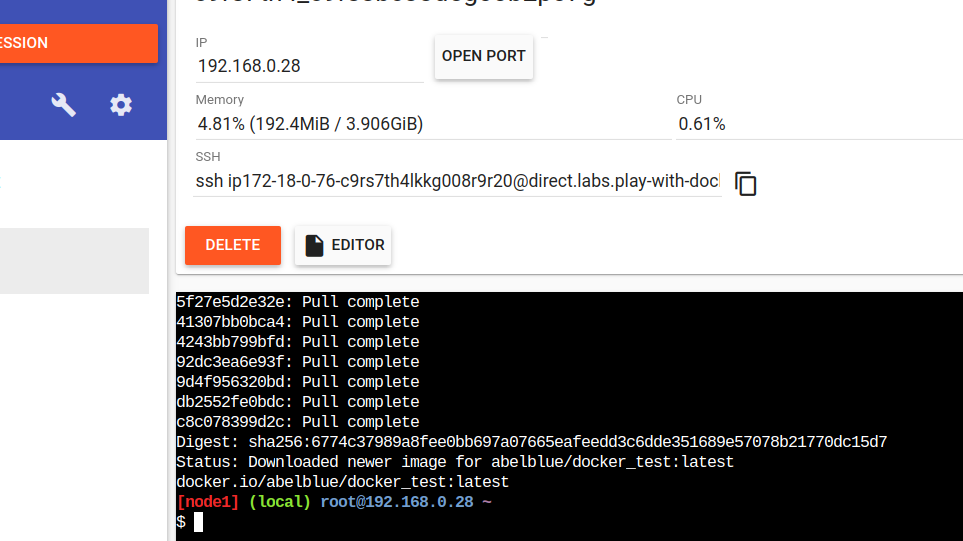 ESSION
IP
192.168.0.28
OPEN PORT
Memory
4.81% (192.4MiB / 3.906GiB)
CPU
0.61%
SSH
ssh ip172-18-0-76-c9rs7th4lkkg008r9r20@direct.labs.play-with-doc
DELETE
EDITOR
5f27e5d2e32e: Pull complete
41307bb0bca4: Pull complete
4243bb799bfd: Pull complete
92dc3ea6e93f: Pull complete
9d4f956320bd: Pull complete
db2552fe0bdc: Pull complete
c8c078399d2c: Pull complete
Digest: sha256:6774c37989a8fee0bb697a07665eafeedd3c6dde351689e57078b21770dc15d7
Status: Downloaded newer image for abelblue/docker_test:latest
docker.io/abelblue/docker_test:latest
[node1] (local) root@192.168.0.28 ~
$